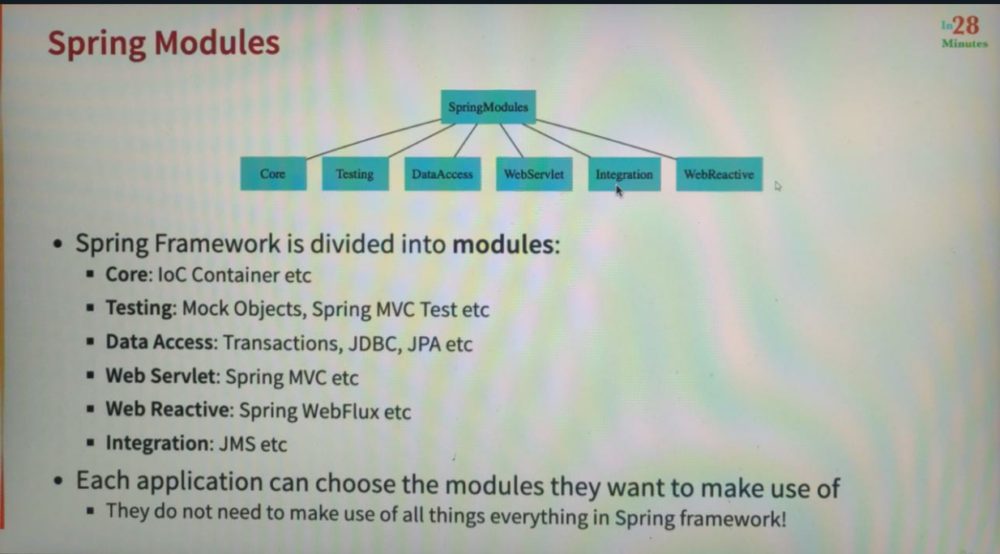 Spring Modules
In28
Minutes
SpringModules
Core
Testing
DataAccess
WebServlet
Integration
WebReactive
• Spring Framework is divided into modules:
▪ Core: IoC Container etc
▪ Testing: Mock Objects, Spring MVC Test etc
▪ Data Access: Transactions, JDBC, JPA etc
▪ Web Servlet: Spring MVC etc
▪ Web Reactive: Spring WebFlux etc
▪ Integration: JMS etc
• Each application can choose the modules they want to make use of
▪ They do not need to make use of all things everything in Spring framework!